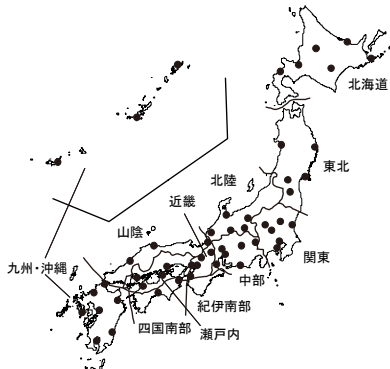 北海道
東北
北陸
近畿
山陰
関東
九州・沖縄
中部
紀伊南部
四国南部
瀬戸内